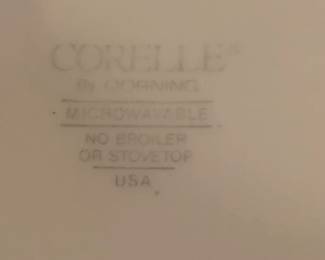 CORELLE®
BY CORNING
MICROWAVABLE
NO BROILER
OR STOVETOP
USA